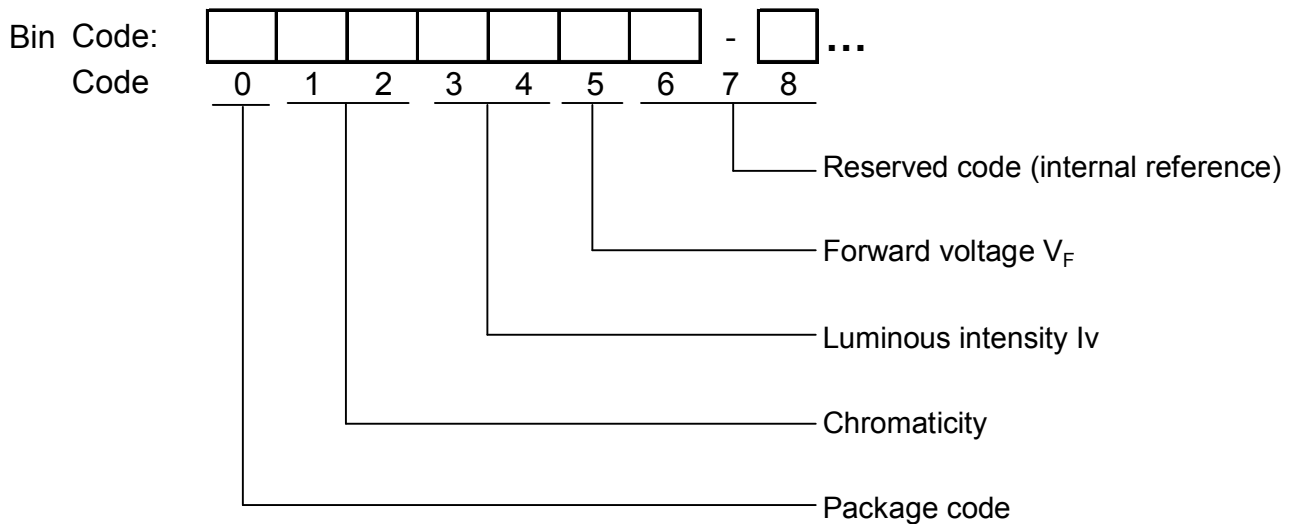 Bin Code: - ...
Code 0 1 2 3 4 5 6 7 8
Reserved code (internal reference)
Forward voltage VF
Luminous intensity Iv
Chromaticity
Package code